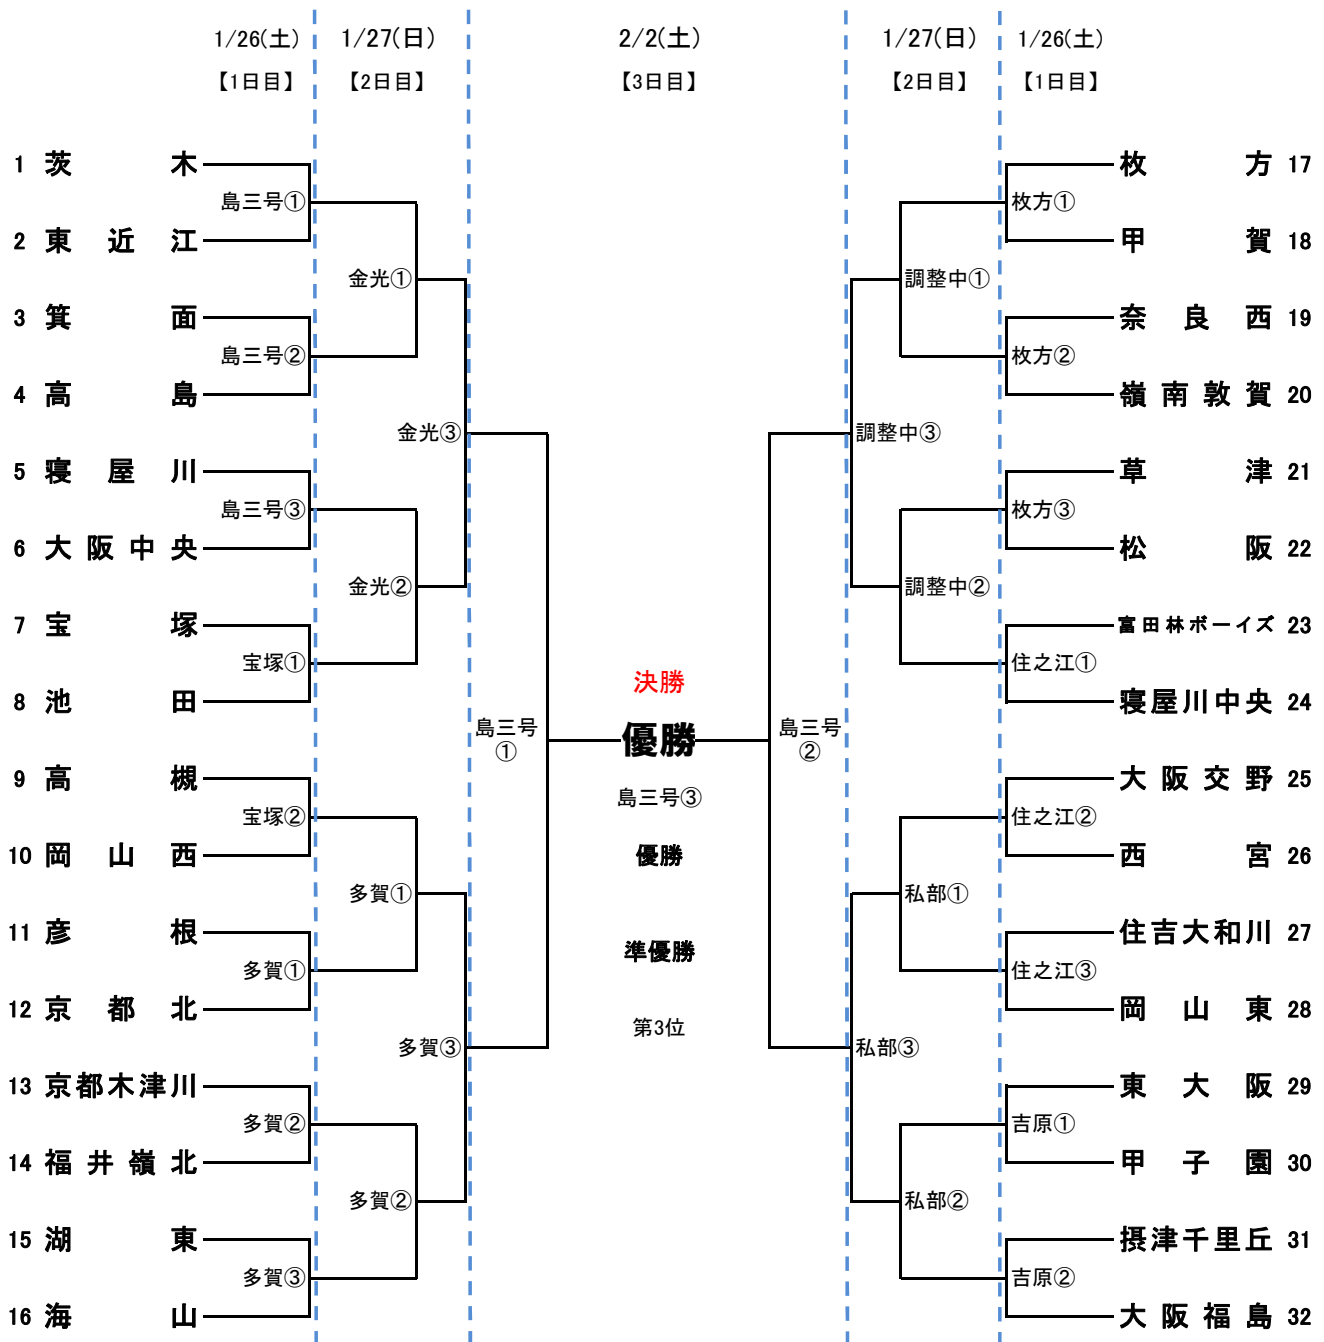 1/26(土) 1/27(日) 2/2(土) 1/27(日) 1/26(土)
【1日目】 【2日目】 【3日目】 【2日目】 【1日目】
1 茨木 枚方 17
島三号① 枚方①
2 東近江 甲賀 18
金光① 調整中①
3 箕面 奈良西 19
島三号② 枚方②
4 高島 嶺南敦賀 20
金光③ 調整中③
5 寝屋川 草津 21
島三号③ 枚方③
6 大阪中央 松阪 22
金光② 調整中②
7 宝塚 富田林ボーイズ 23
宝塚① 住之江①
決勝
8 池田 寝屋川中央 24
島三号 島三号
優勝
① ②
9 高槻 大阪交野 25
島三号③
宝塚② 住之江②
10 岡山西 優勝 西宮 26
多賀① 私部①
11 彦根 住吉大和川 27
準優勝
多賀① 住之江③
12 京都北 岡山東 28
第3位
多賀③ 私部③
13 京都木津川 東大阪 29
多賀② 吉原①
14 福井嶺北 甲子園 30
多賀② 私部②
15 湖東 摂津千里丘 31
多賀③ 吉原②
16 海山 大阪福島 32